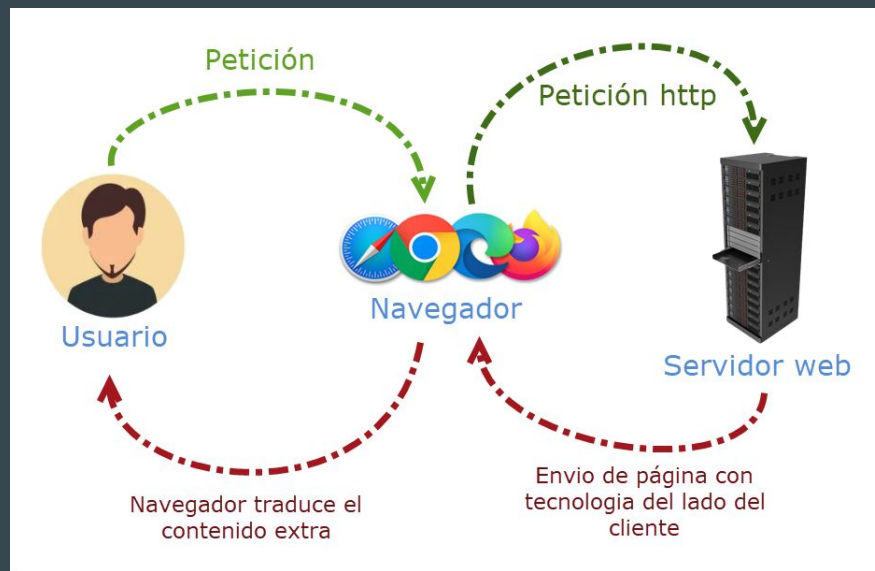 Petición
Petición http
Usuario
Navegador
Servidor web
Navegador traduce el
contenido extra
Envio de página con
tecnologia del lado del
cliente